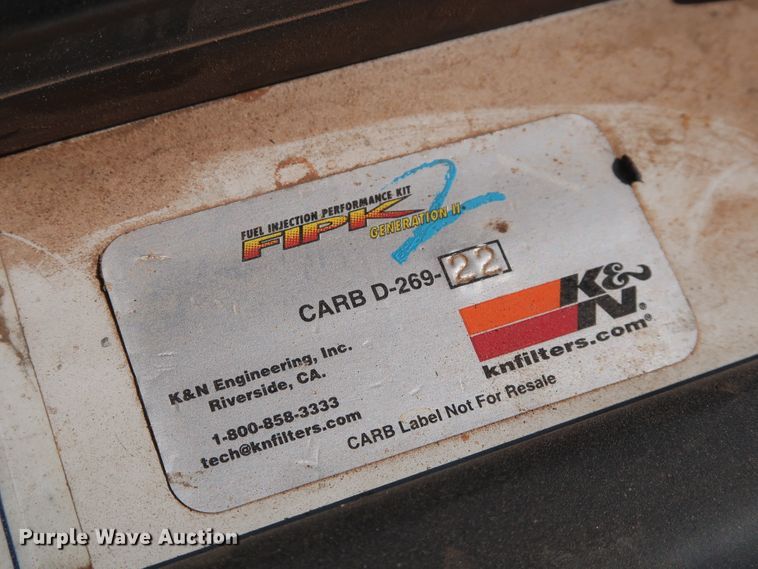 FUEL INJECTION PERFORMANCE KIT
FIPK 2
GENERATION II
CARB D-269-22
K&N®
knfilters.com®
K&N Engineering, Inc.
Riverside, CA.
1-800-858-3333
tech@knfilters.com
CARB Label Not For Resale
Purple Wave Auction